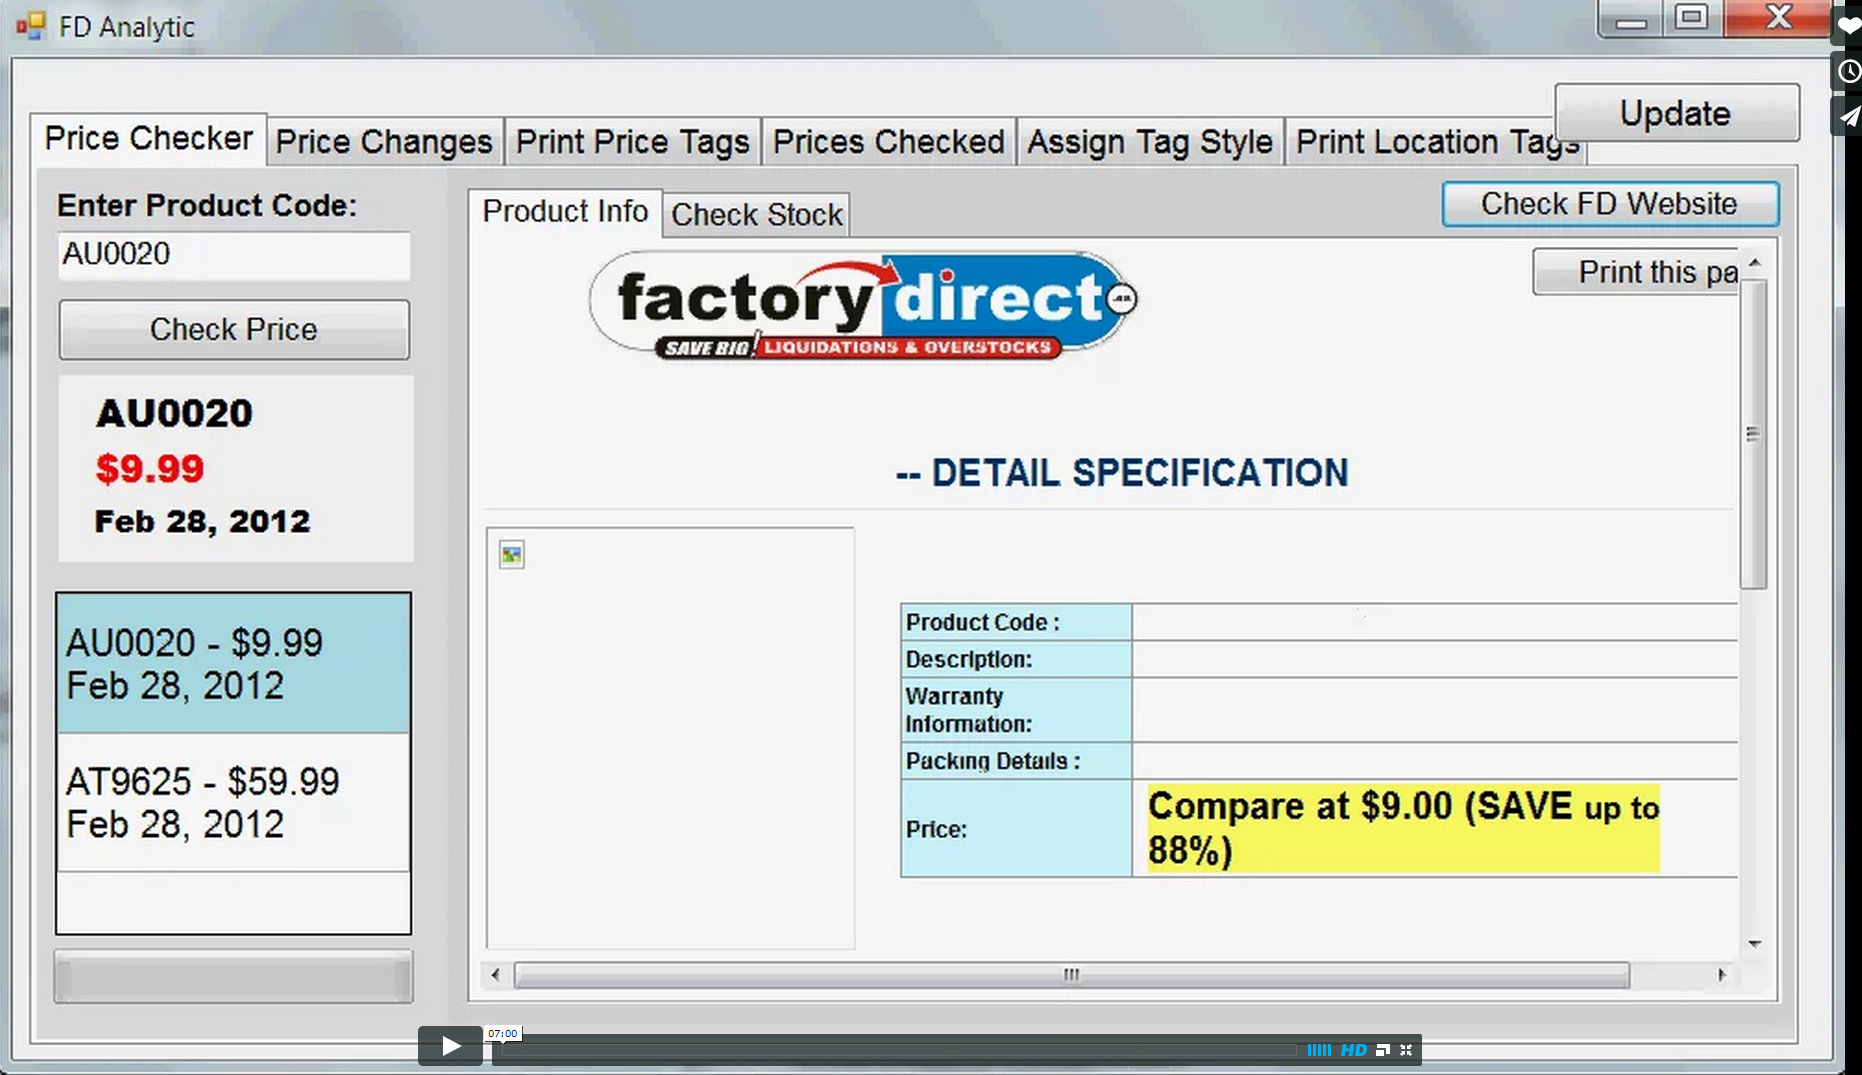 FD Analytic
Update
Price Checker
Price Changes
Print Price Tags
Prices Checked
Assign Tag Style
Print Location Tags
Enter Product Code:
AU0020
Check Price
AU0020
$9.99
Feb 28, 2012
AU0020 - $9.99
Feb 28, 2012
AT9625 - $59.99
Feb 28, 2012
Product Info
Check Stock
Check FD Website
Print this pa
factory direct
SAVE BIG! LIQUIDATIONS & OVERSTOCKS
-- DETAIL SPECIFICATION
Product Code :
Description:
Warranty
Information:
Packing Details :
Price:
Compare at $9.00 (SAVE up to
88%)
07:00
HD